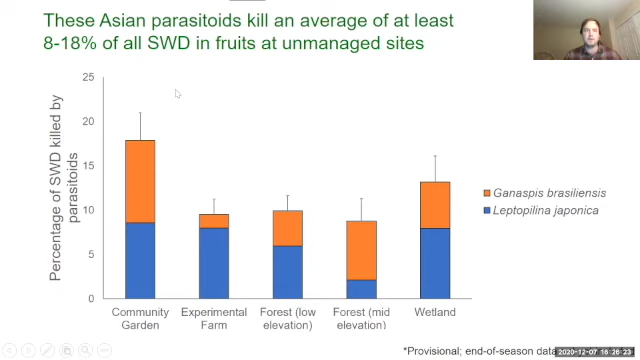 These Asian parasitoids kill an average of at least
8-18% of all SWD in fruits at unmanaged sites
25
20
15
10
5
0
Percentage of SWD killed by
parasitoids
Community
Garden
Experimental
Farm
Forest (low
elevation)
Forest (mid
elevation)
Wetland
Ganaspis brasiliensis
Leptopilina japonica
*Provisional; end-of-season data
2020-12-07 16:26:23